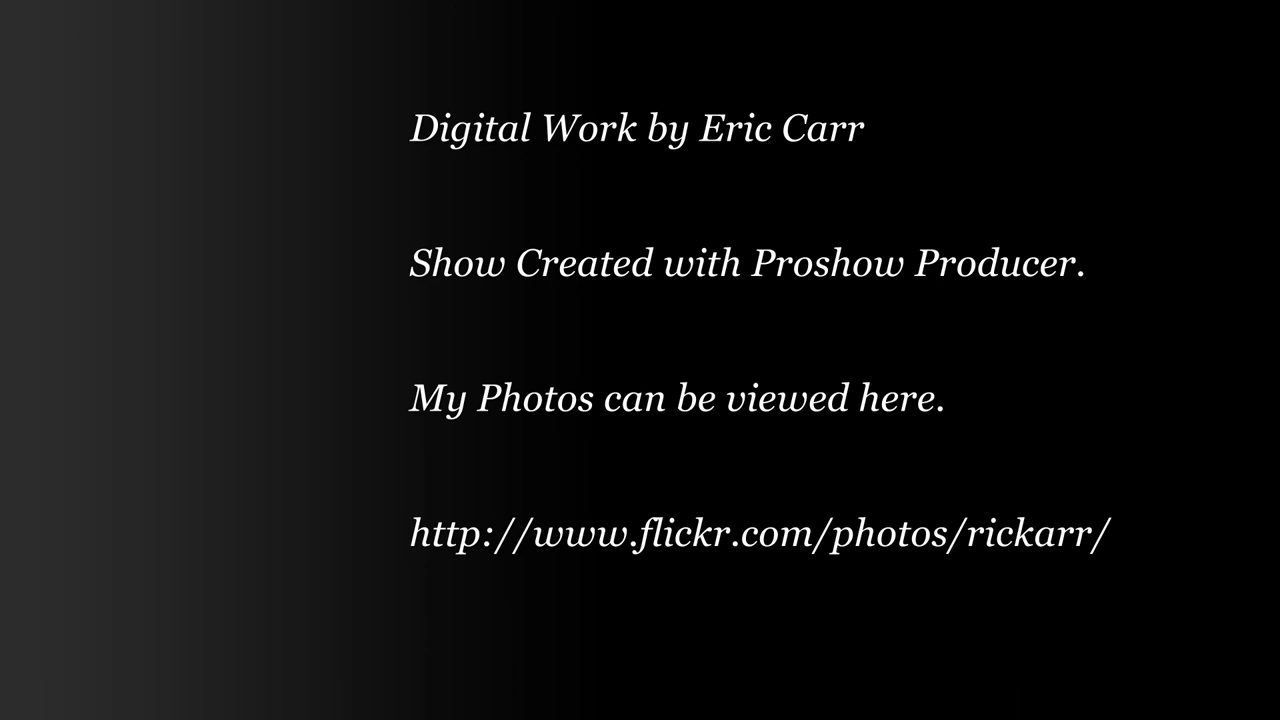 Digital Work by Eric Carr
Show Created with Proshow Producer.
My Photos can be viewed here.
http://www.flickr.com/photos/rickarr/